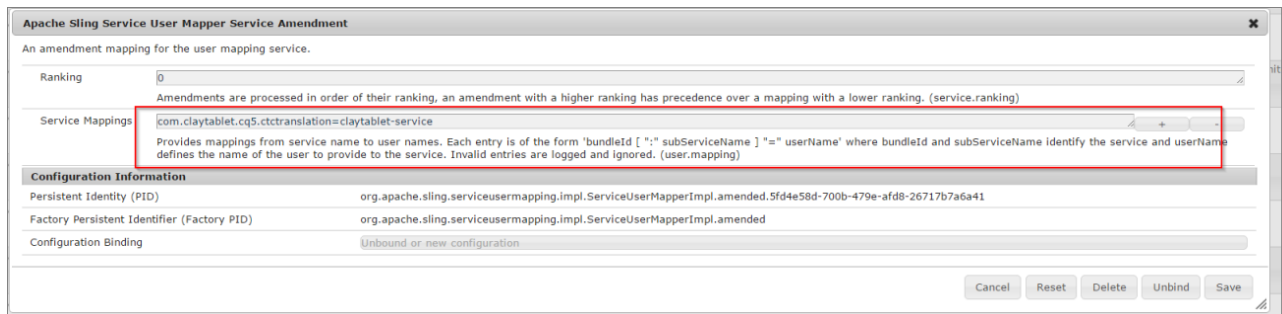 Apache Sling Service User Mapper Service Amendment
An amendment mapping for the user mapping service.
Ranking
0
Amendments are processed in order of their ranking, an amendment with a higher ranking has precedence over a mapping with a lower ranking. (service.ranking)
Service Mappings
com.claytablet.cq5.ctctranslation=claytablet-service
+ -
Provides mappings from service name to user names. Each entry is of the form 'bundleId [ ":" subServiceName ] "=" userName' where bundleId and subServiceName identify the service and userName
defines the name of the user to provide to the service. Invalid entries are logged and ignored. (user.mapping)
Configuration Information
Persistent Identity (PID) org.apache.sling.serviceusermapping.impl.ServiceUserMapperImpl.amended.5fd4e58d-700b-479e-afd8-26717b7a6a41
Factory Persistent Identifier (Factory PID) org.apache.sling.serviceusermapping.impl.ServiceUserMapperImpl.amended
Configuration Binding Unbound or new configuration
Cancel Reset Delete Unbind Save